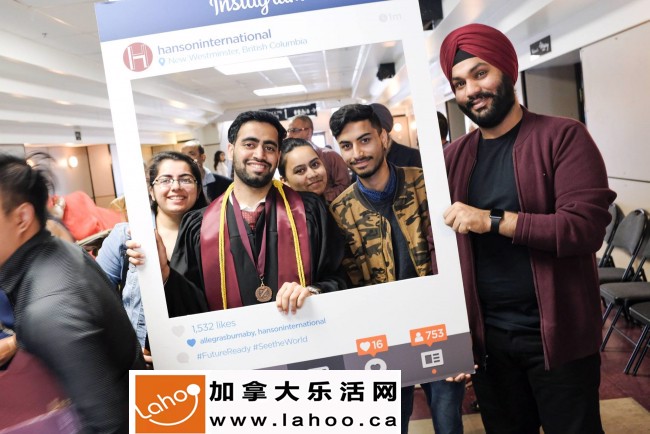 Instagram
hansoninternational
New Westminster, British Columbia
1m
1,532 likes
allegrasburnaby, hansoninternational
#FutureReady #SeetheWorld
16
753
Lahoo
加拿大乐活网
www.lahoo.ca